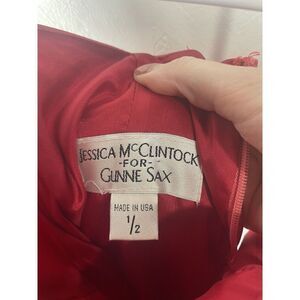 JESSICA MCCLINTOCK
-FOR-
GUNNE SAX
MADE IN USA
1/2